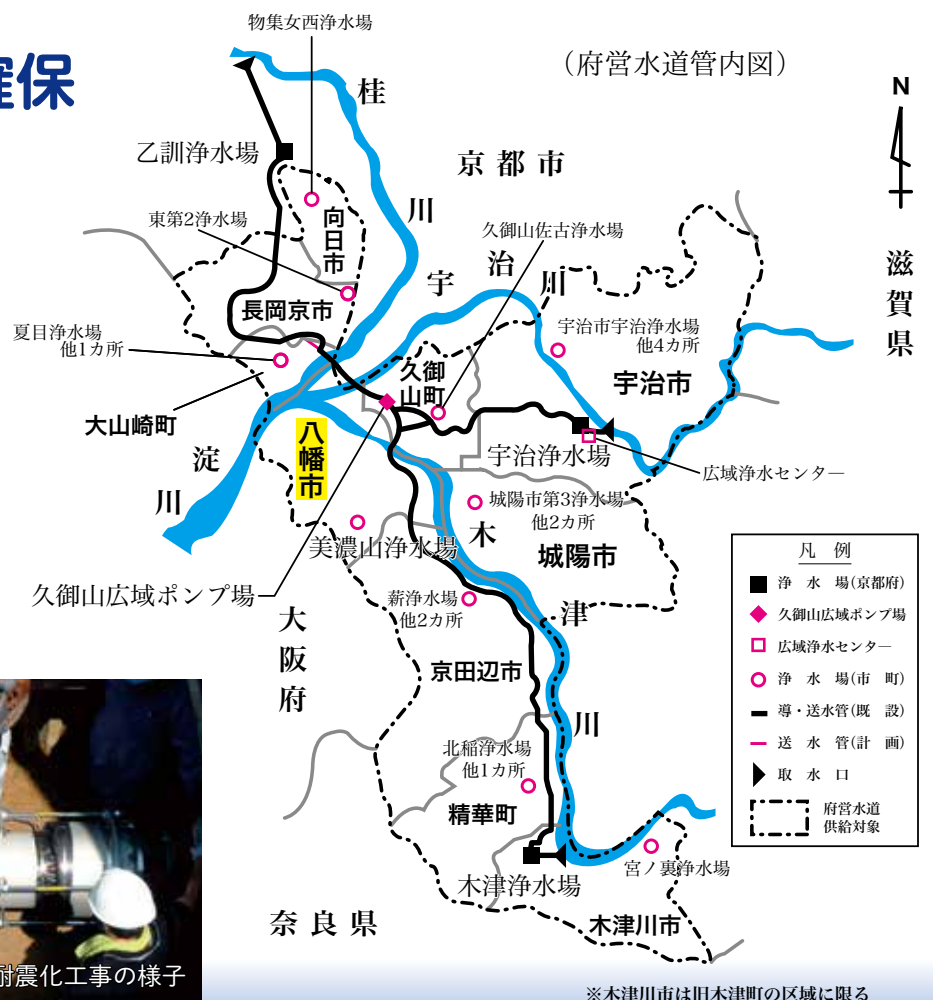 確保
(府営水道管内図)
物集女西浄水場
桂
川
N
乙訓浄水場
京都市
東第2浄水場
向日市
久御山佐古浄水場
宇
治
川
滋賀県
長岡京市
夏目浄水場
他1カ所
宇治市宇治浄水場
他4カ所
久御山町
宇治市
大山崎町
八幡市
淀
川
宇治浄水場
広域浄水センター
城陽市第3浄水場
他2カ所
木
美濃山浄水場
城陽市
久御山広域ポンプ場
薪浄水場
他2カ所
津
大阪府
京田辺市
川
北稲浄水場
他1カ所
精華町
宮ノ裏浄水場
木津浄水場
奈良県
木津川市
凡 例
浄 水 場(京都府)
久御山広域ポンプ場
広域浄水センター
浄 水 場(市 町)
導・送水管(既 設)
送 水 管(計 画)
取 水 口
府営水道
供給対象
耐震化工事の様子
※木津川市は旧木津町の区域に限る